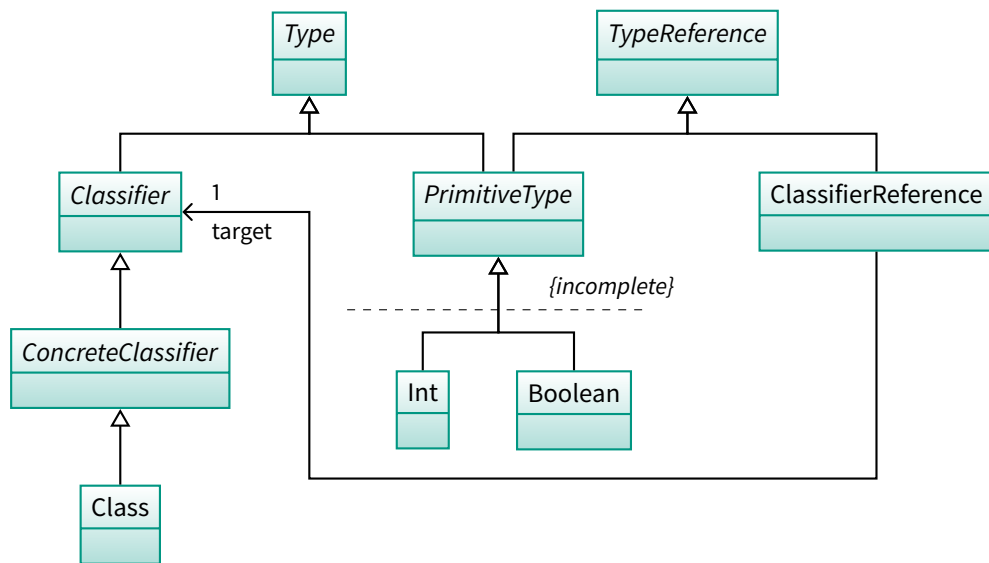 Type
TypeReference
Classifier
1
target
PrimitiveType
ClassifierReference
{incomplete}
ConcreteClassifier
Int
Boolean
Class